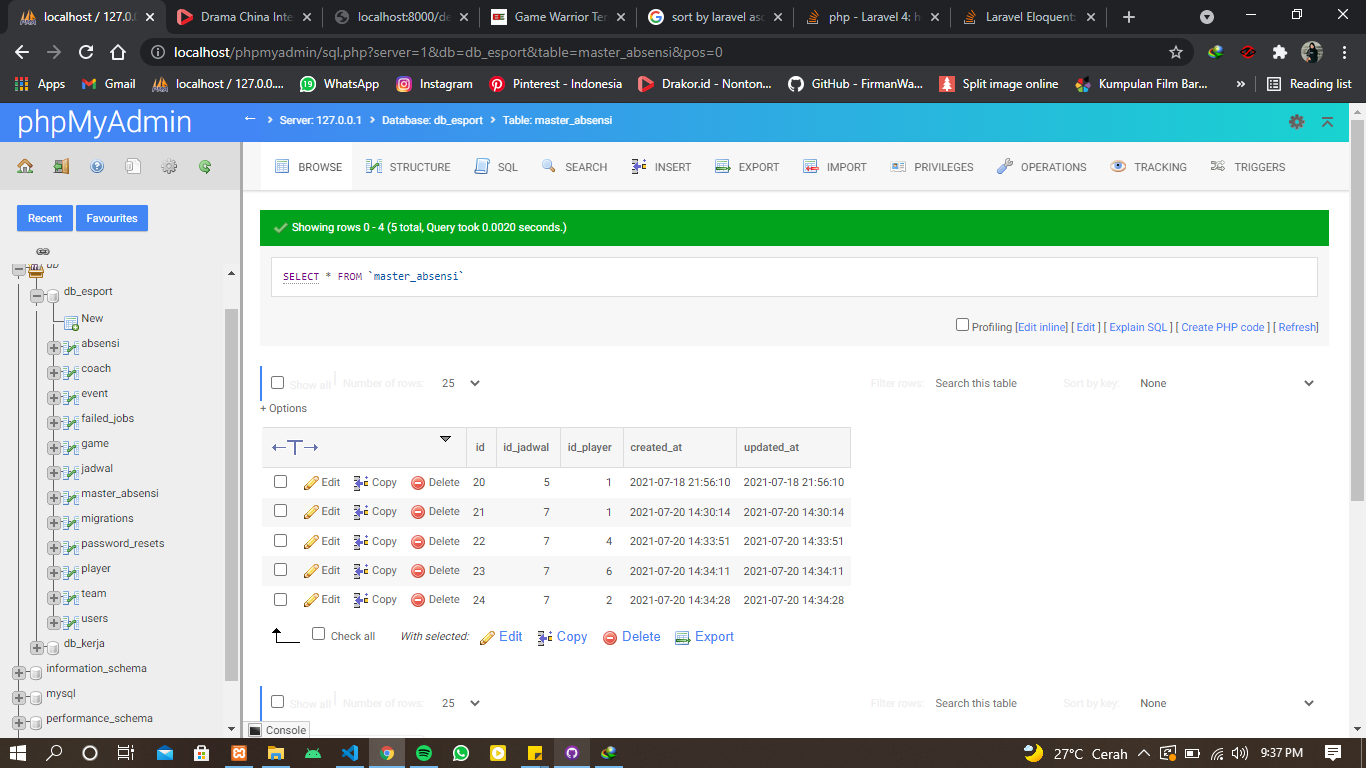 localhost / 127.0.
Drama China Inte
localhost:8000/de
Game Warrior Ter
sort by laravel asc
php - Laravel 4: h
Laravel Eloquent:
localhost/phpmyadmin/sql.php?server=1&db=db_esport&table=master_absensi&pos=0
Apps
Gmail
localhost / 127.0.0....
WhatsApp
Instagram
Pinterest - Indonesia
Drakor.id - Nonton...
GitHub - FirmanWa...
Split image online
Kumpulan Film Bar...
»
Reading list
phpMyAdmin
Recent
Favourites
db
db_esport
New
absensi
coach
event
failed_jobs
game
jadwal
master_absensi
migrations
password_resets
player
team
users
db_kerja
information_schema
mysql
performance_schema
Server: 127.0.0.1 Database: db_esport Table: master_absensi
BROWSE STRUCTURE SQL SEARCH INSERT EXPORT IMPORT PRIVILEGES OPERATIONS TRACKING TRIGGERS
Showing rows 0 - 4 (5 total, Query took 0.0020 seconds.)
SELECT * FROM `master_absensi`
Profiling [Edit inline] [ Edit ] [ Explain SQL ] [ Create PHP code ] [ Refresh]
Show all Number of rows: 25 Filter rows: Search this table Sort by key: None
+ Options
id id_jadwal id_player created_at updated_at
Edit Copy Delete 20 5 1 2021-07-18 21:56:10 2021-07-18 21:56:10
Edit Copy Delete 21 7 1 2021-07-20 14:30:14 2021-07-20 14:30:14
Edit Copy Delete 22 7 4 2021-07-20 14:33:51 2021-07-20 14:33:51
Edit Copy Delete 23 7 6 2021-07-20 14:34:11 2021-07-20 14:34:11
Edit Copy Delete 24 7 2 2021-07-20 14:34:28 2021-07-20 14:34:28
Check all With selected: Edit Copy Delete Export
Show all Number of rows: 25 Filter rows: Search this table Sort by key: None
Console
27°C Cerah 9:37 PM